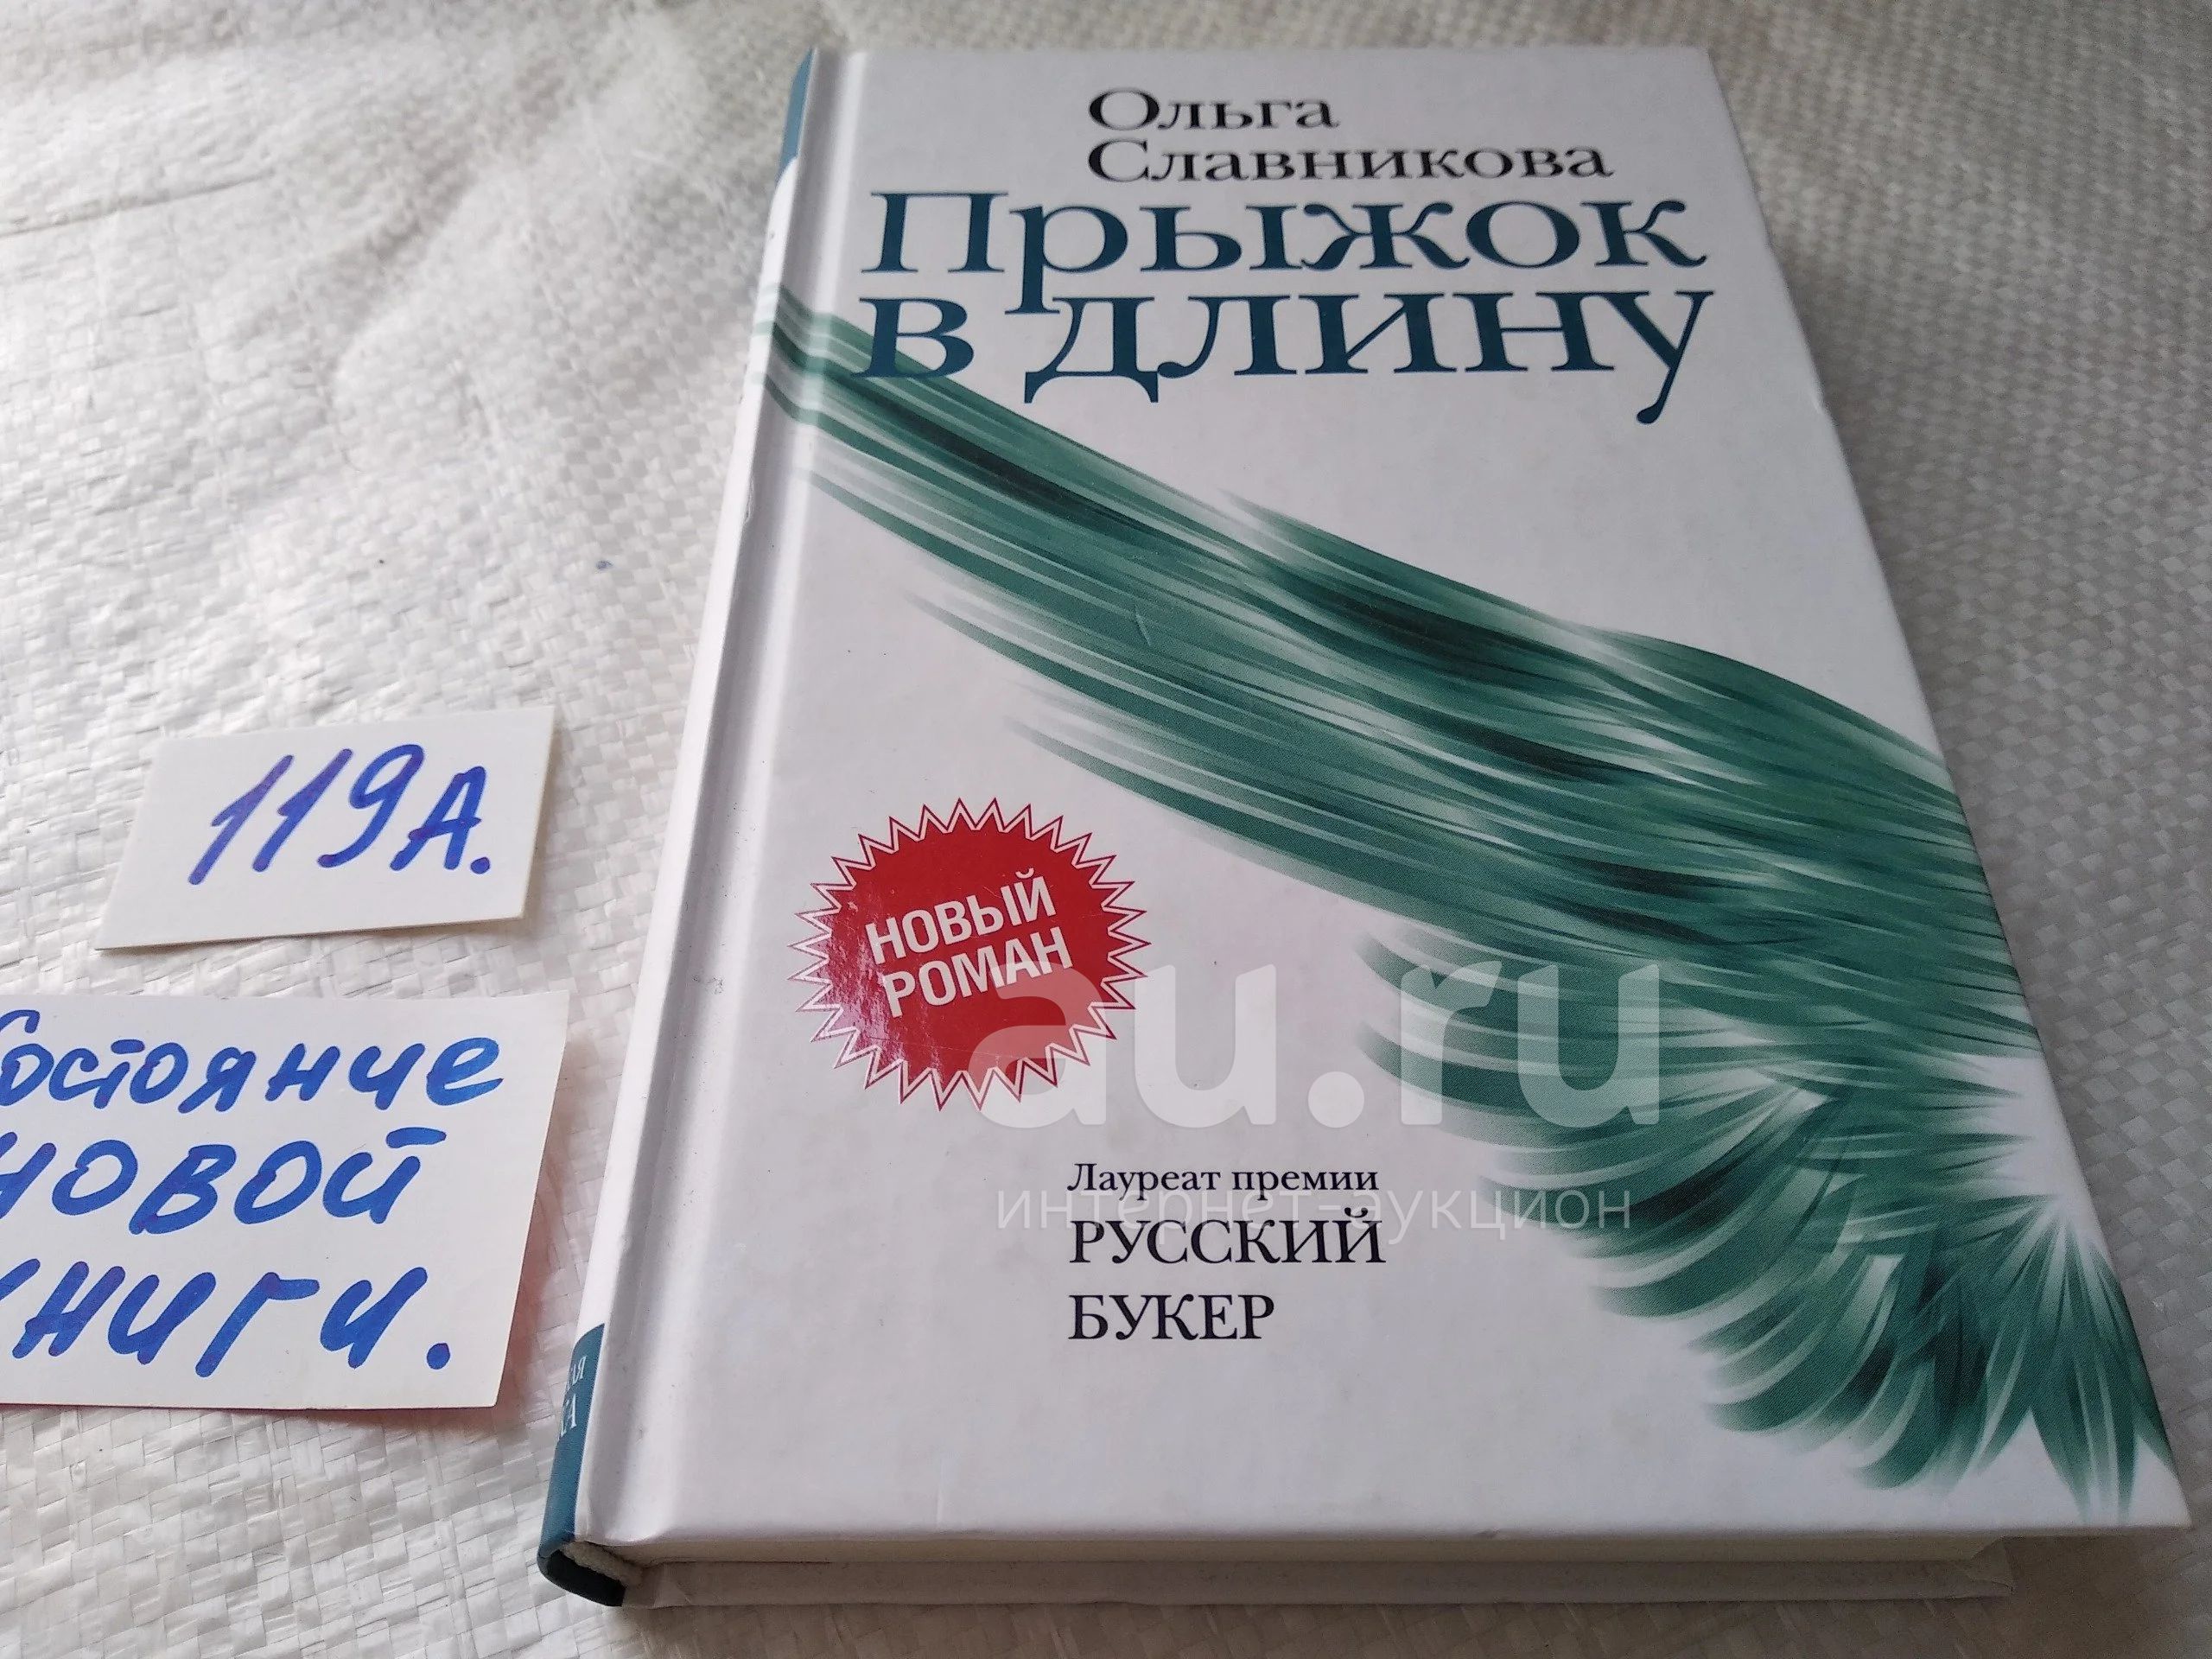 Ольга
Славникова
Прыжок
в длину
НОВЫЙ
РОМАН
Лауреат премии
РУССКИЙ
БУКЕР
119А.
Состояние
новой
книги.
au.ru
интернет-аукцион